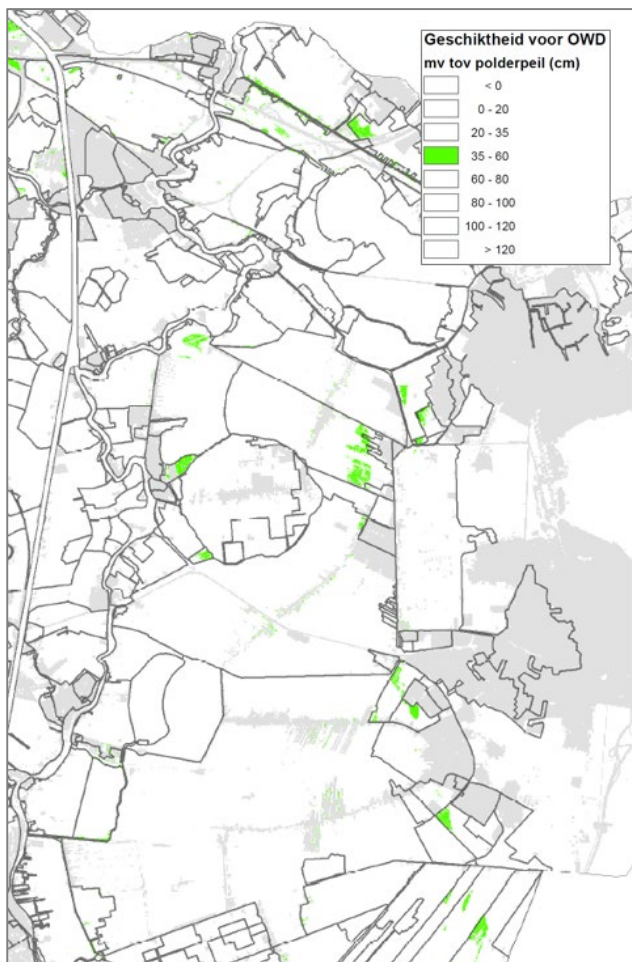 Geschiktheid voor OWD
mv tov polderpeil (cm)
< 0
0 - 20
20 - 35
35 - 60
60 - 80
80 - 100
100 - 120
> 120